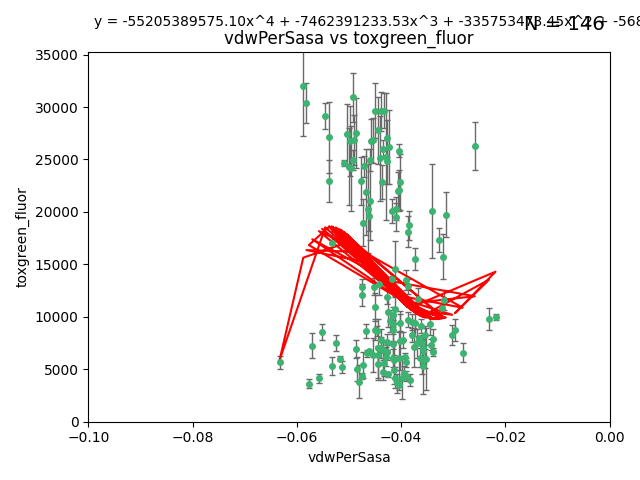 y = -55205389575.10x^4 + -7462391233.53x^3 +
N = 146
vdwPerSasa vs toxgreen_fluor
35000
30000
25000
20000
15000
10000
5000
0
toxgreen_fluor
−0.10
−0.08
−0.06
−0.04
−0.02
0.00
vdwPerSasa